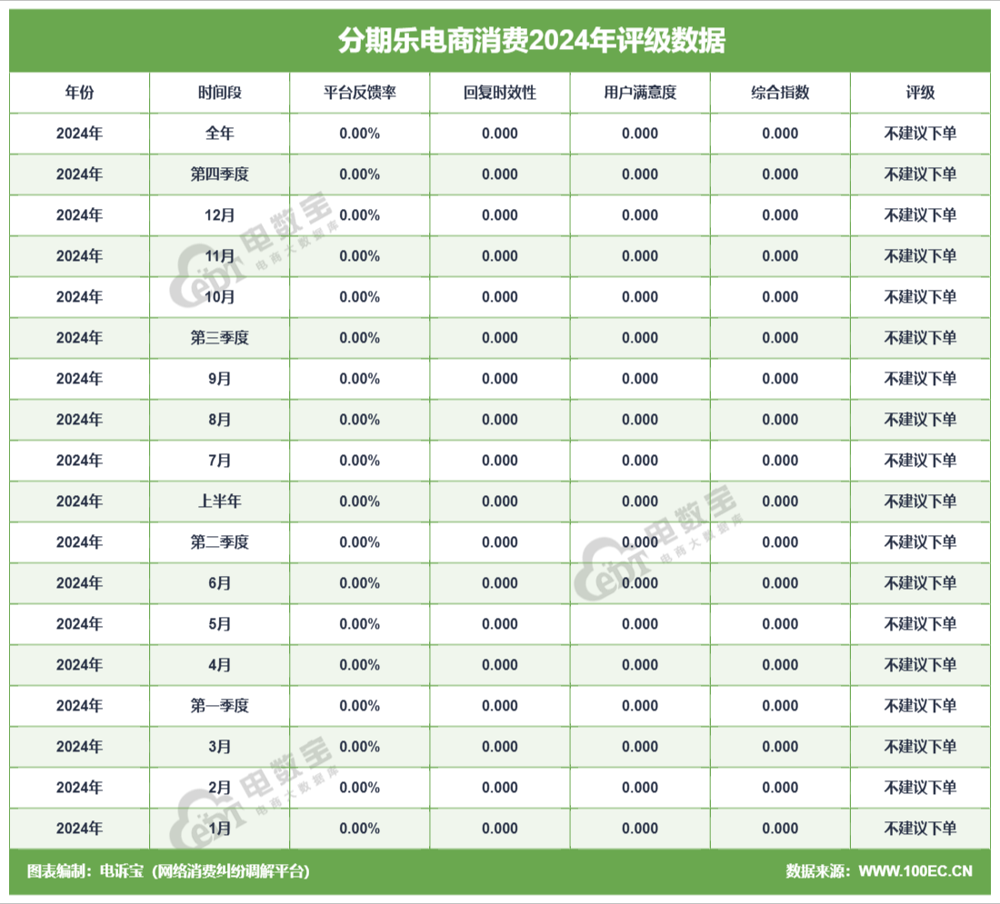 分期乐电商消费2024年评级数据
年份 时间段 平台反馈率 回复时效性 用户满意度 综合指数 评级
2024年 全年 0.00% 0.000 0.000 0.000 不建议下单
2024年 第四季度 0.00% 0.000 0.000 0.000 不建议下单
2024年 12月 0.00% 0.000 0.000 0.000 不建议下单
2024年 11月 0.00% 0.000 0.000 0.000 不建议下单
2024年 10月 0.00% 0.000 0.000 0.000 不建议下单
2024年 第三季度 0.00% 0.000 0.000 0.000 不建议下单
2024年 9月 0.00% 0.000 0.000 0.000 不建议下单
2024年 8月 0.00% 0.000 0.000 0.000 不建议下单
2024年 7月 0.00% 0.000 0.000 0.000 不建议下单
2024年 上半年 0.00% 0.000 0.000 0.000 不建议下单
2024年 第二季度 0.00% 0.000 0.000 0.000 不建议下单
2024年 6月 0.00% 0.000 0.000 0.000 不建议下单
2024年 5月 0.00% 0.000 0.000 0.000 不建议下单
2024年 4月 0.00% 0.000 0.000 0.000 不建议下单
2024年 第一季度 0.00% 0.000 0.000 0.000 不建议下单
2024年 3月 0.00% 0.000 0.000 0.000 不建议下单
2024年 2月 0.00% 0.000 0.000 0.000 不建议下单
2024年 1月 0.00% 0.000 0.000 0.000 不建议下单
图表编制：电诉宝（网络消费纠纷调解平台） 数据来源：WWW.100EC.CN
eDT 电数宝
电商大数据库
eDT 电数宝
电商大数据库
eDT 电数宝
电商大数据库